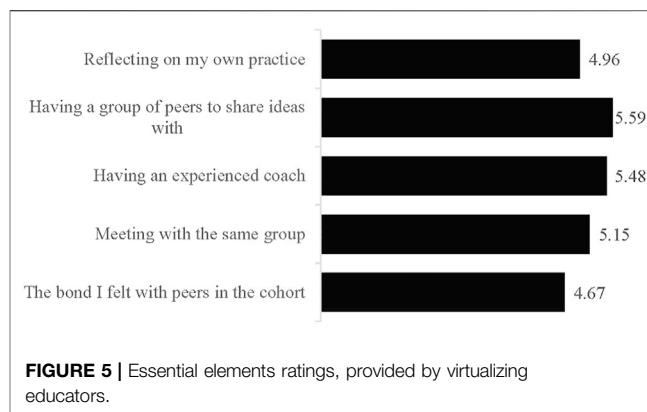 Reflecting on my own practice
4.96
Having a group of peers to share ideas
with
5.59
Having an experienced coach
5.48
Meeting with the same group
5.15
The bond I felt with peers in the cohort
4.67
FIGURE 5 | Essential elements ratings, provided by virtualizing
educators.